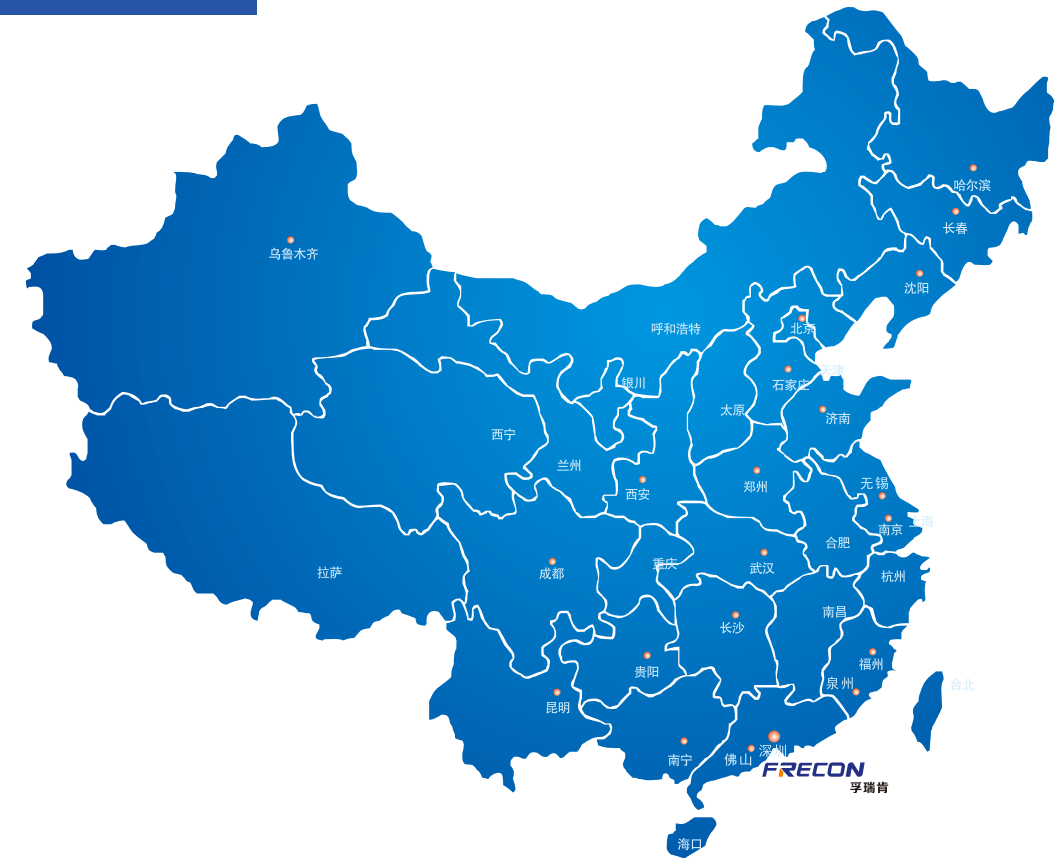 哈尔滨
长春
乌鲁木齐
沈阳
呼和浩特
北京
天津
银川
石家庄
太原
济南
西宁
兰州
西安
郑州
无锡
上海
南京
合肥
拉萨
成都
重庆
武汉
杭州
南昌
长沙
福州
贵阳
泉州
台北
昆明
深圳
南宁
佛山
FRECON
孚瑞肯
海口